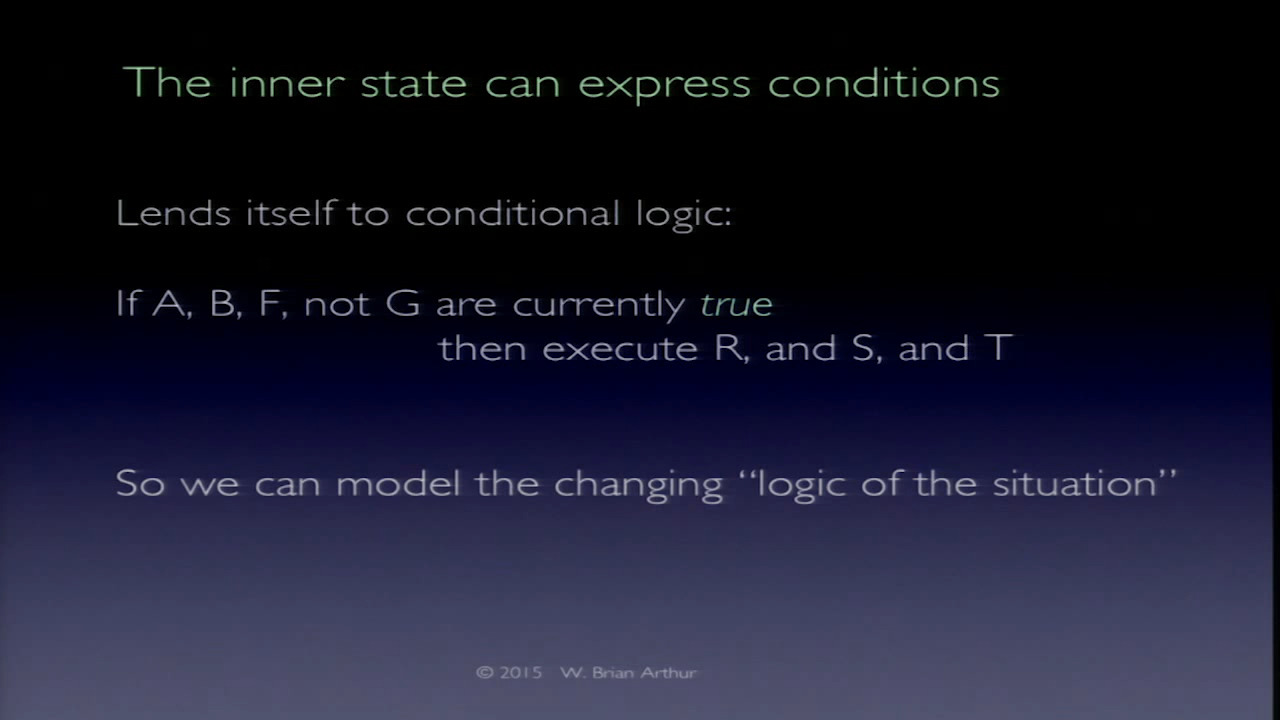 The inner state can express conditions
Lends itself to conditional logic:
If A, B, F, not G are currently true
then execute R, and S, and T
So we can model the changing “logic of the situation”
© 2015 W. Brian Arthur